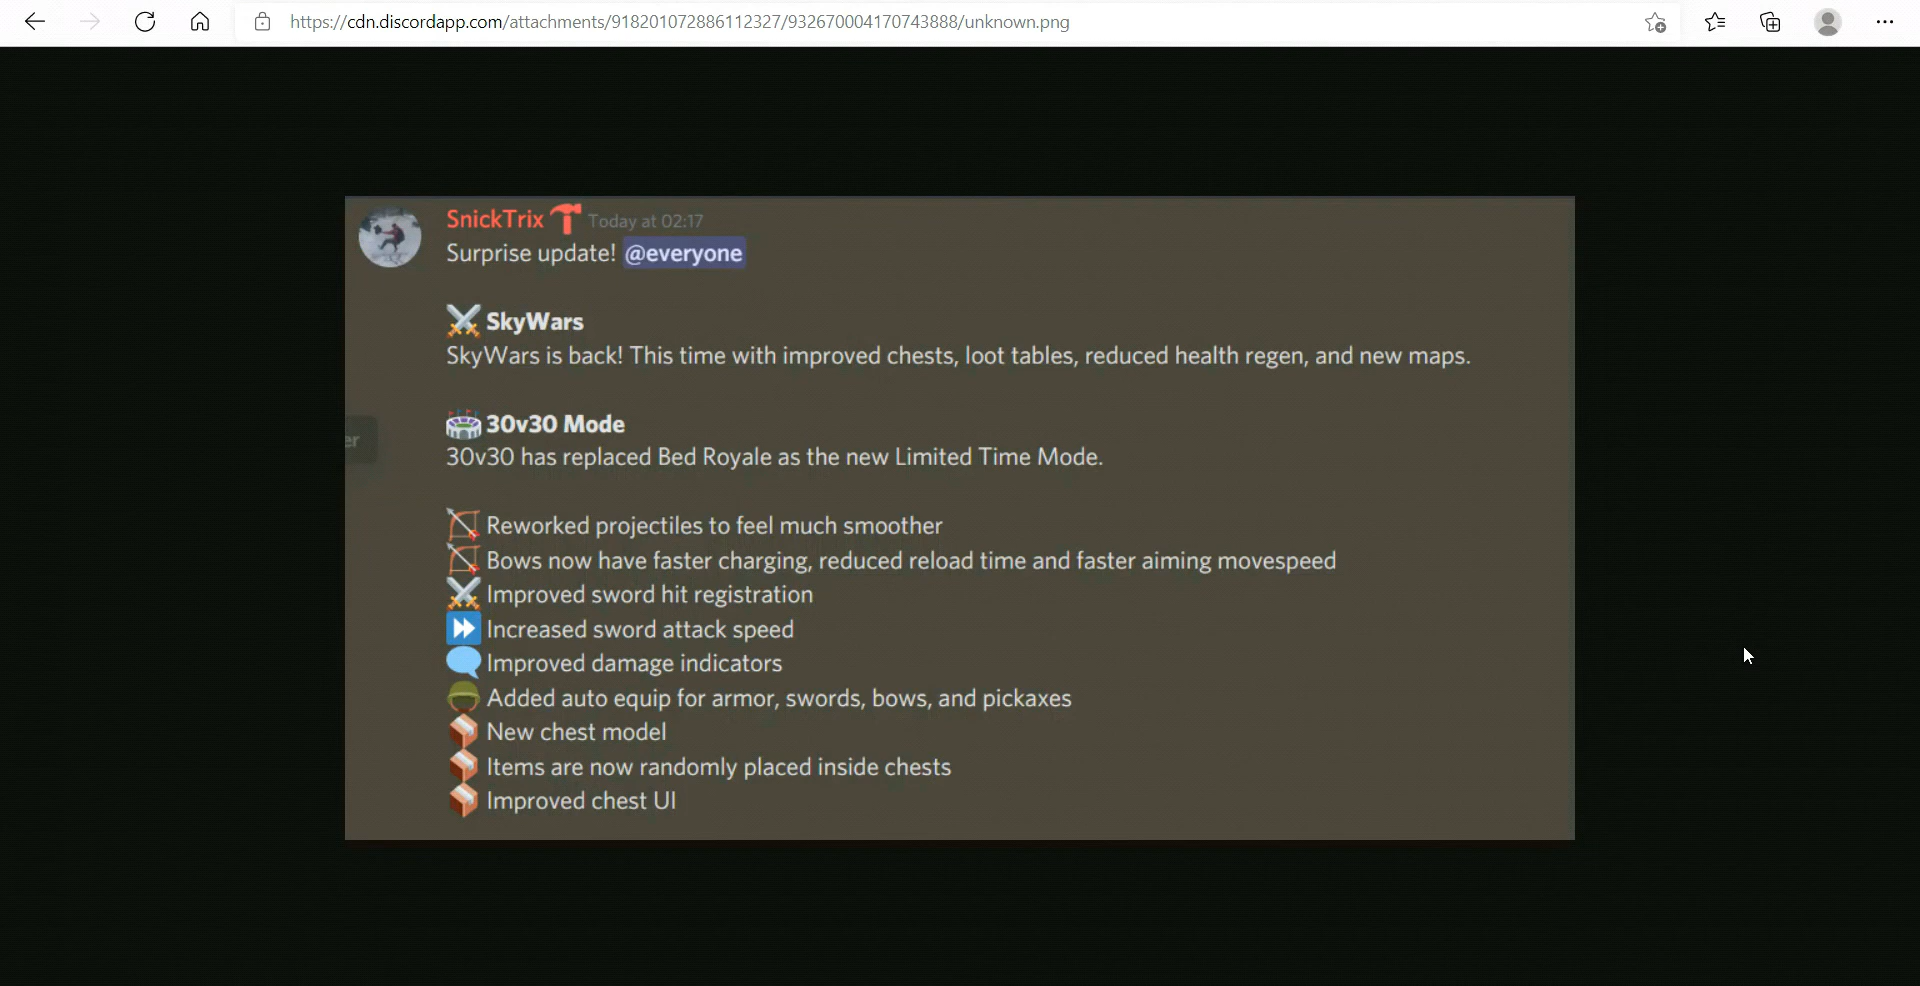 https://cdn.discordapp.com/attachments/918201072886112327/932670004170743888/unknown.png
SnickTrix Today at 02:17
Surprise update! @everyone
SkyWars
SkyWars is back! This time with improved chests, loot tables, reduced health regen, and new maps.
30v30 Mode
er
30v30 has replaced Bed Royale as the new Limited Time Mode.
Reworked projectiles to feel much smoother
Bows now have faster charging, reduced reload time and faster aiming movespeed
Improved sword hit registration
Increased sword attack speed
Improved damage indicators
Added auto equip for armor, swords, bows, and pickaxes
New chest model
Items are now randomly placed inside chests
Improved chest UI